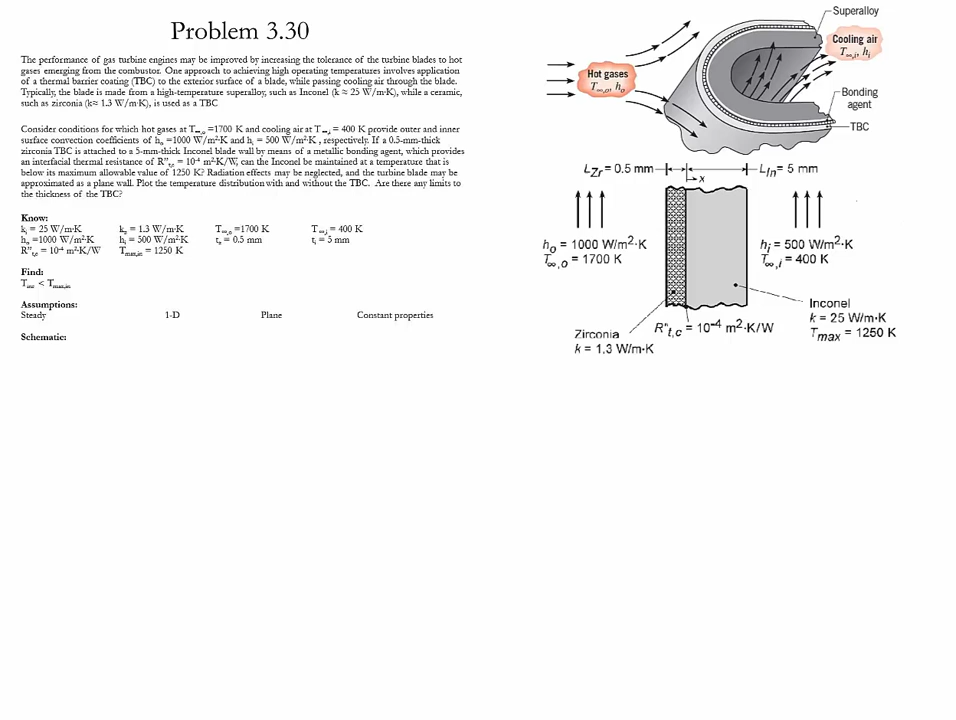 Problem 3.30
The performance of gas turbine engines may be improved by increasing the tolerance of the turbine blades to hot
gases emerging from the combustor. One approach to achieving high operating temperatures involves application
of a thermal barrier coating (TBC) to the exterior surface of a blade, while passing cooling air through the blade.
Typically, the blade is made from a high-temperature superalloy, such as Inconel (k ≈ 25 W/m·K), while a ceramic,
such as zirconia (k≈ 1.3 W/m·K), is used as a TBC
Consider conditions for which hot gases at T∞,o =1700 K and cooling air at T∞,i = 400 K provide outer and inner
surface convection coefficients of hₒ =1000 W/m²·K and hᵢ = 500 W/m²·K , respectively. If a 0.5-mm-thick
zirconia TBC is attached to a 5-mm-thick Inconel blade wall by means of a metallic bonding agent, which provides
an interfacial thermal resistance of R"t,c = 10⁻⁴ m²·K/W, can the Inconel be maintained at a temperature that is
below its maximum allowable value of 1250 K? Radiation effects may be neglected, and the turbine blade may be
approximated as a plane wall. Plot the temperature distribution with and without the TBC. Are there any limits to
the thickness of the TBC?
Know:
kᵢ = 25 W/m·K kz = 1.3 W/m·K T∞,o =1700 K T∞,i = 400 K
hₒ =1000 W/m²·K hᵢ = 500 W/m²·K tz = 0.5 mm tᵢ = 5 mm
R"t,c = 10⁻⁴ m²·K/W Tmax,in = 1250 K
Find:
< Tmax,in
Assumptions:
Steady 1-D Plane Constant properties
Schematic:
Superalloy
Cooling air
T∞,i, hi
Hot gases
T∞,o, ho
Bonding
agent
TBC
LZr = 0.5 mm
x
LIn = 5 mm
ho = 1000 W/m²·K
T∞,o = 1700 K
hi = 500 W/m²·K
T∞,i = 400 K
Inconel
k = 25 W/m·K
Tmax = 1250 K
R"t,c = 10⁻⁴ m²·K/W
Zirconia
k = 1.3 W/m·K